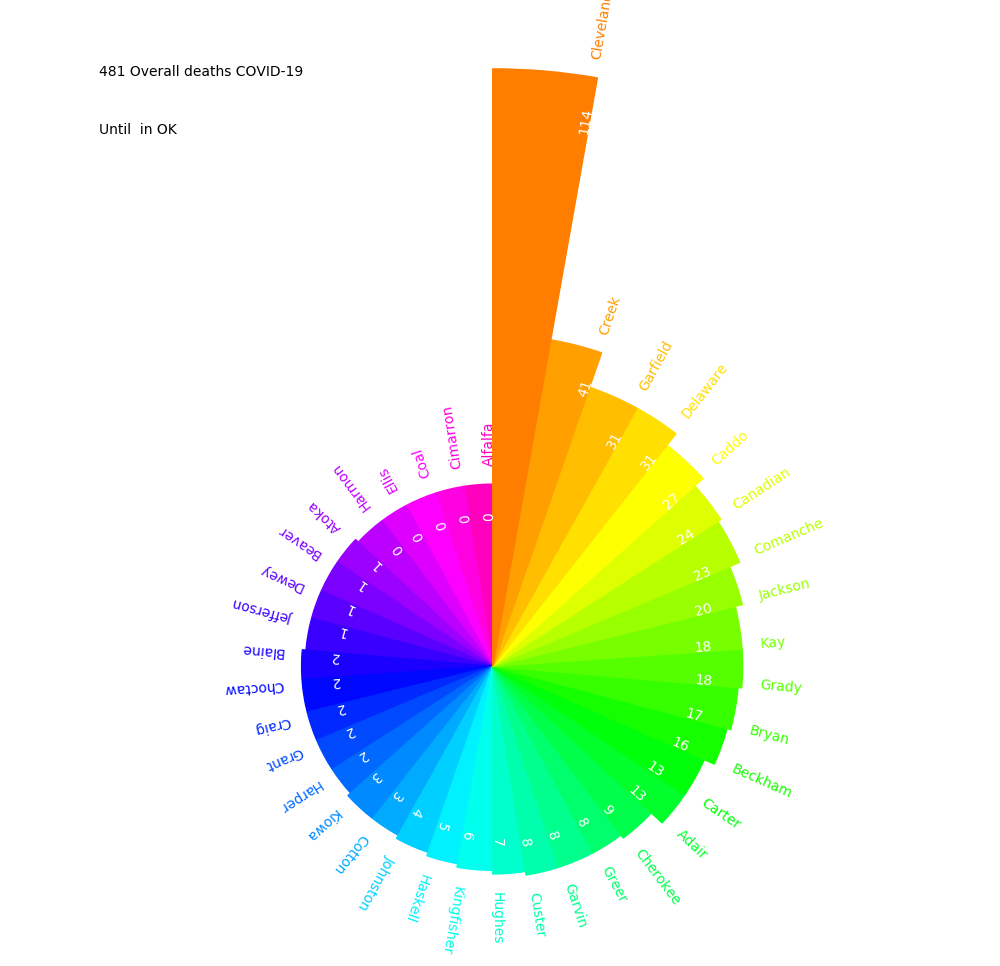 481 Overall deaths COVID-19
Until  in OK
Cleveland
114
Creek
41
Garfield
31
Delaware
31
Caddo
27
Canadian
24
Comanche
23
Jackson
20
Kay
18
Grady
18
Bryan
17
Beckham
16
Carter
13
Adair
13
Cherokee
9
Greer
8
Garvin
8
Custer
8
Hughes
7
Kingfisher
6
Haskell
5
Johnston
4
Cotton
3
Kiowa
3
Harper
2
Grant
2
Craig
2
Choctaw
2
Blaine
2
Jefferson
1
Dewey
1
Beaver
1
Atoka
1
Harmon
0
Ellis
0
Coal
0
Cimarron
0
Alfalfa
0